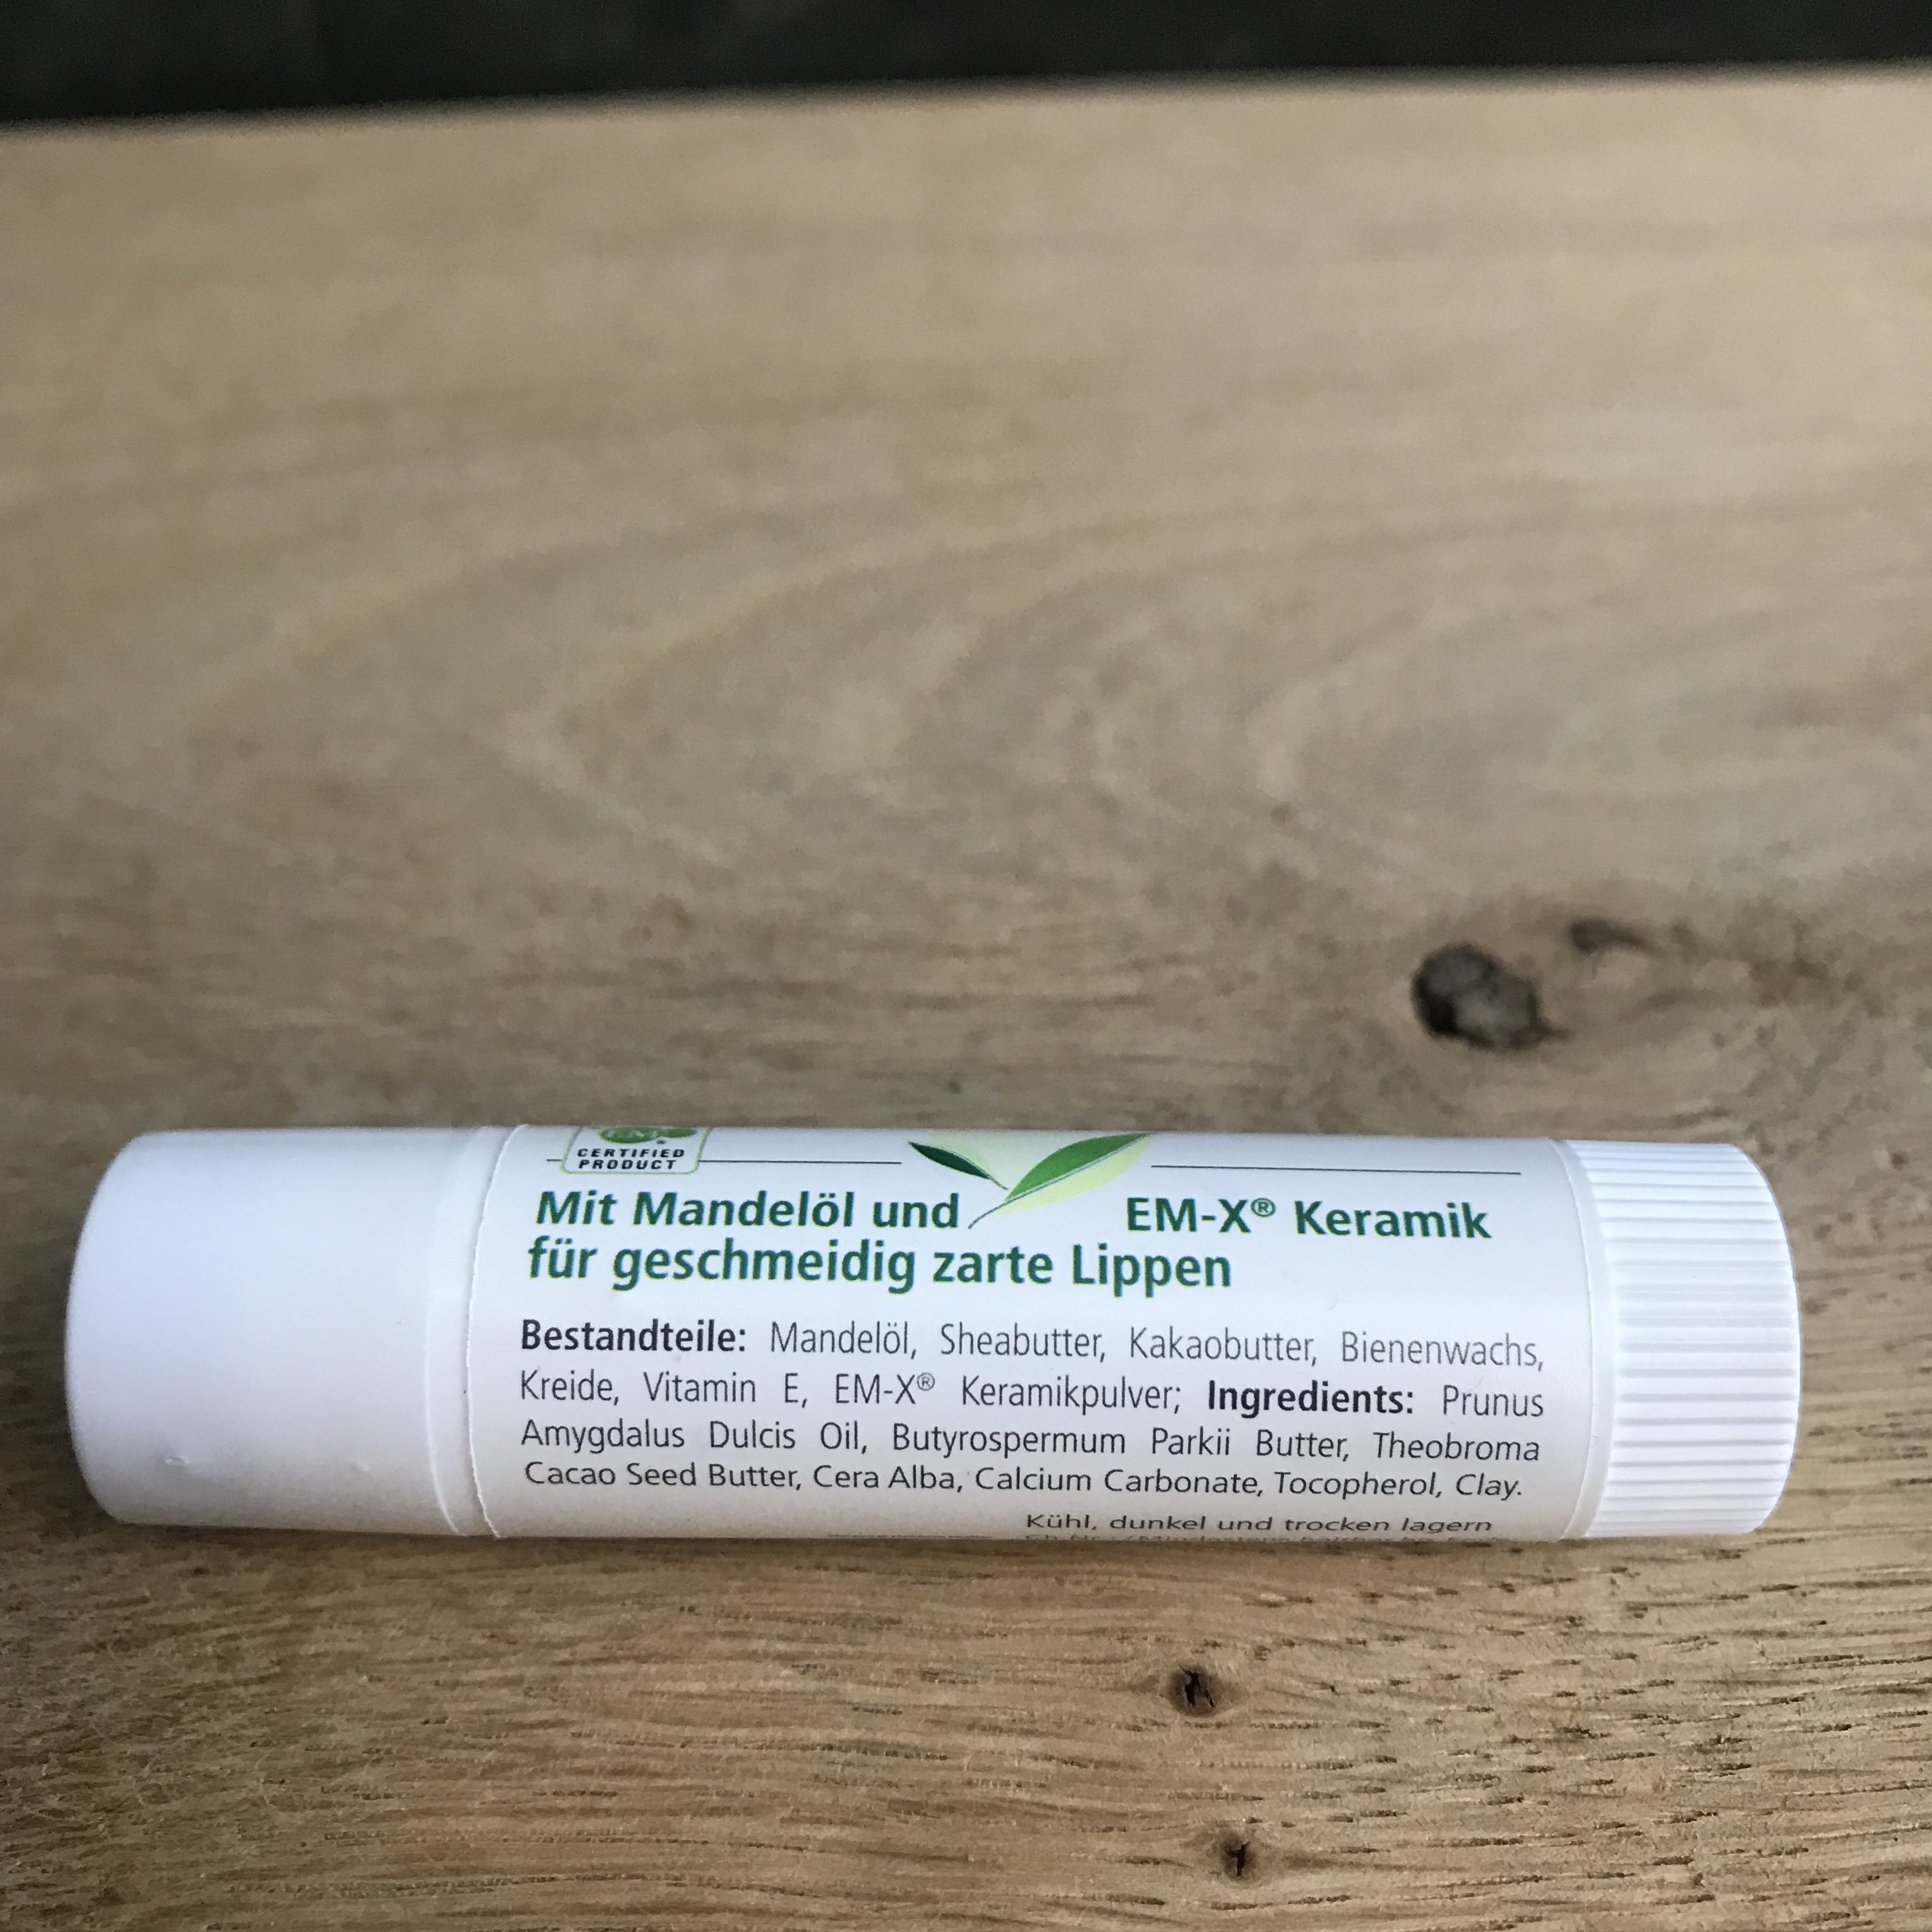 CERTIFIED
PRODUCT
Mit Mandelöl und EM-X® Keramik
für geschmeidig zarte Lippen
Bestandteile: Mandelöl, Sheabutter, Kakaobutter, Bienenwachs,
Kreide, Vitamin E, EM-X® Keramikpulver; Ingredients: Prunus
Amygdalus Dulcis Oil, Butyrospermum Parkii Butter, Theobroma
Cacao Seed Butter, Cera Alba, Calcium Carbonate, Tocopherol, Clay.
Kühl, dunkel und trocken lagern